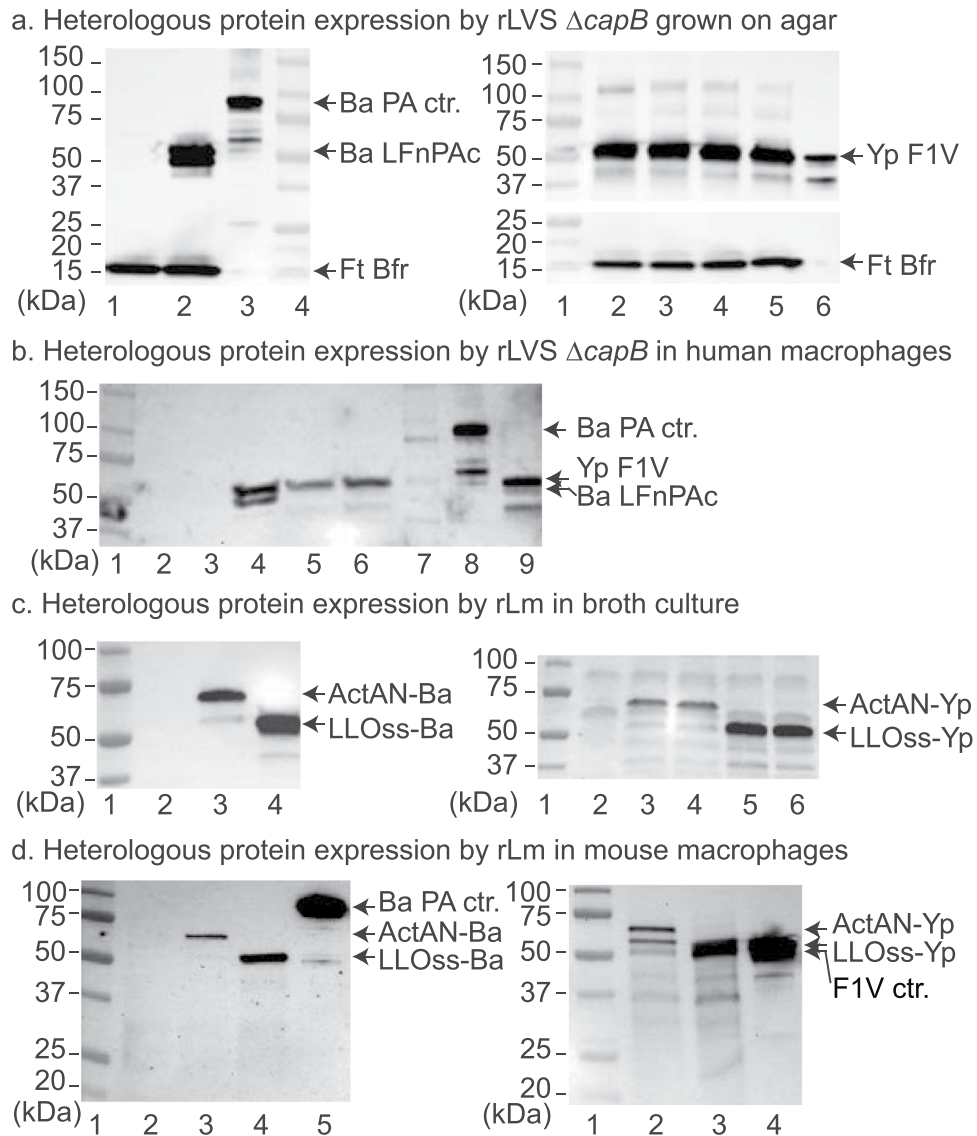 a. Heterologous protein expression by rLVS ΔcapB grown on agar
150
100
75
50
37
25
20
15
(kDa) 1 2 3 4
Ba PA ctr.
Ba LFnPAc
Ft Bfr
150
100
75
50
37
25
20
15
(kDa) 1 2 3 4 5 6
Yp F1V
Ft Bfr
b. Heterologous protein expression by rLVS ΔcapB in human macrophages
150
100
75
50
37
(kDa) 1 2 3 4 5 6 7 8 9
Ba PA ctr.
Yp F1V
Ba LFnPAc
c. Heterologous protein expression by rLm in broth culture
100
75
50
37
(kDa) 1 2 3 4
ActAN-Ba
LLOss-Ba
100
75
50
37
(kDa) 1 2 3 4 5 6
ActAN-Yp
LLOss-Yp
d. Heterologous protein expression by rLm in mouse macrophages
100
75
50
37
25
20
(kDa) 1 2 3 4 5
Ba PA ctr.
ActAN-Ba
LLOss-Ba
100
75
50
37
25
20
(kDa) 1 2 3 4
ActAN-Yp
LLOss-Yp
F1V ctr.